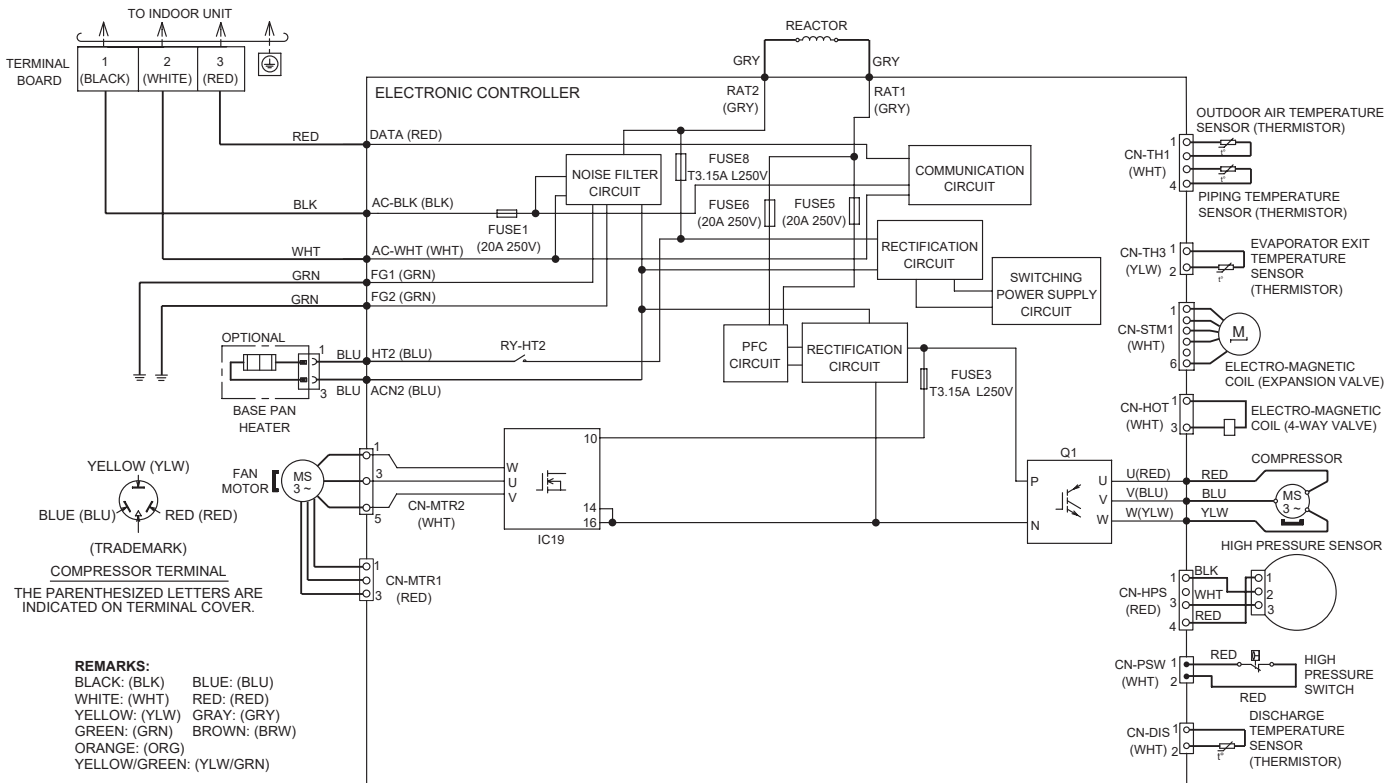 TO INDOOR UNIT
TERMINAL
BOARD
1
(BLACK)
2
(WHITE)
3
(RED)
REACTOR
GRY
GRY
RAT2
(GRY)
RAT1
(GRY)
ELECTRONIC CONTROLLER
RED
DATA (RED)
NOISE FILTER
CIRCUIT
FUSE8
T3.15A L250V
COMMUNICATION
CIRCUIT
BLK
AC-BLK (BLK)
FUSE1
(20A 250V)
FUSE6
(20A 250V)
FUSE5
(20A 250V)
WHT
AC-WHT (WHT)
RECTIFICATION
CIRCUIT
SWITCHING
POWER SUPPLY
CIRCUIT
GRN
FG1 (GRN)
GRN
FG2 (GRN)
OPTIONAL
1
BLU
HT2 (BLU)
RY-HT2
3
BLU
ACN2 (BLU)
BASE PAN
HEATER
PFC
CIRCUIT
RECTIFICATION
CIRCUIT
FUSE3
T3.15A L250V
FAN
MOTOR
MS
3 ~
1
3
5
CN-MTR2
(WHT)
W
U
V
10
14
16
IC19
1
3
CN-MTR1
(RED)
Q1
P
N
U
V
W
U(RED)
V(BLU)
W(YLW)
RED
BLU
YLW
COMPRESSOR
MS
3 ~
OUTDOOR AIR TEMPERATURE
SENSOR (THERMISTOR)
CN-TH1
(WHT)
1
4
t°
t°
PIPING TEMPERATURE
SENSOR (THERMISTOR)
CN-TH3
(YLW)
1
2
t°
EVAPORATOR EXIT
TEMPERATURE
SENSOR
(THERMISTOR)
CN-STM1
(WHT)
1
6
M
ELECTRO-MAGNETIC
COIL (EXPANSION VALVE)
CN-HOT
(WHT)
1
3
ELECTRO-MAGNETIC
COIL (4-WAY VALVE)
HIGH PRESSURE SENSOR
CN-HPS
(RED)
1
3
4
BLK
WHT
RED
1
2
3
CN-PSW
(WHT)
1
2
RED
RED
HIGH
PRESSURE
SWITCH
CN-DIS
(WHT)
1
2
t°
DISCHARGE
TEMPERATURE
SENSOR
(THERMISTOR)
YELLOW (YLW)
BLUE (BLU)
RED (RED)
(TRADEMARK)
COMPRESSOR TERMINAL
THE PARENTHESIZED LETTERS ARE
INDICATED ON TERMINAL COVER.
REMARKS:
BLACK: (BLK) BLUE: (BLU)
WHITE: (WHT) RED: (RED)
YELLOW: (YLW) GRAY: (GRY)
GREEN: (GRN) BROWN: (BRW)
ORANGE: (ORG)
YELLOW/GREEN: (YLW/GRN)